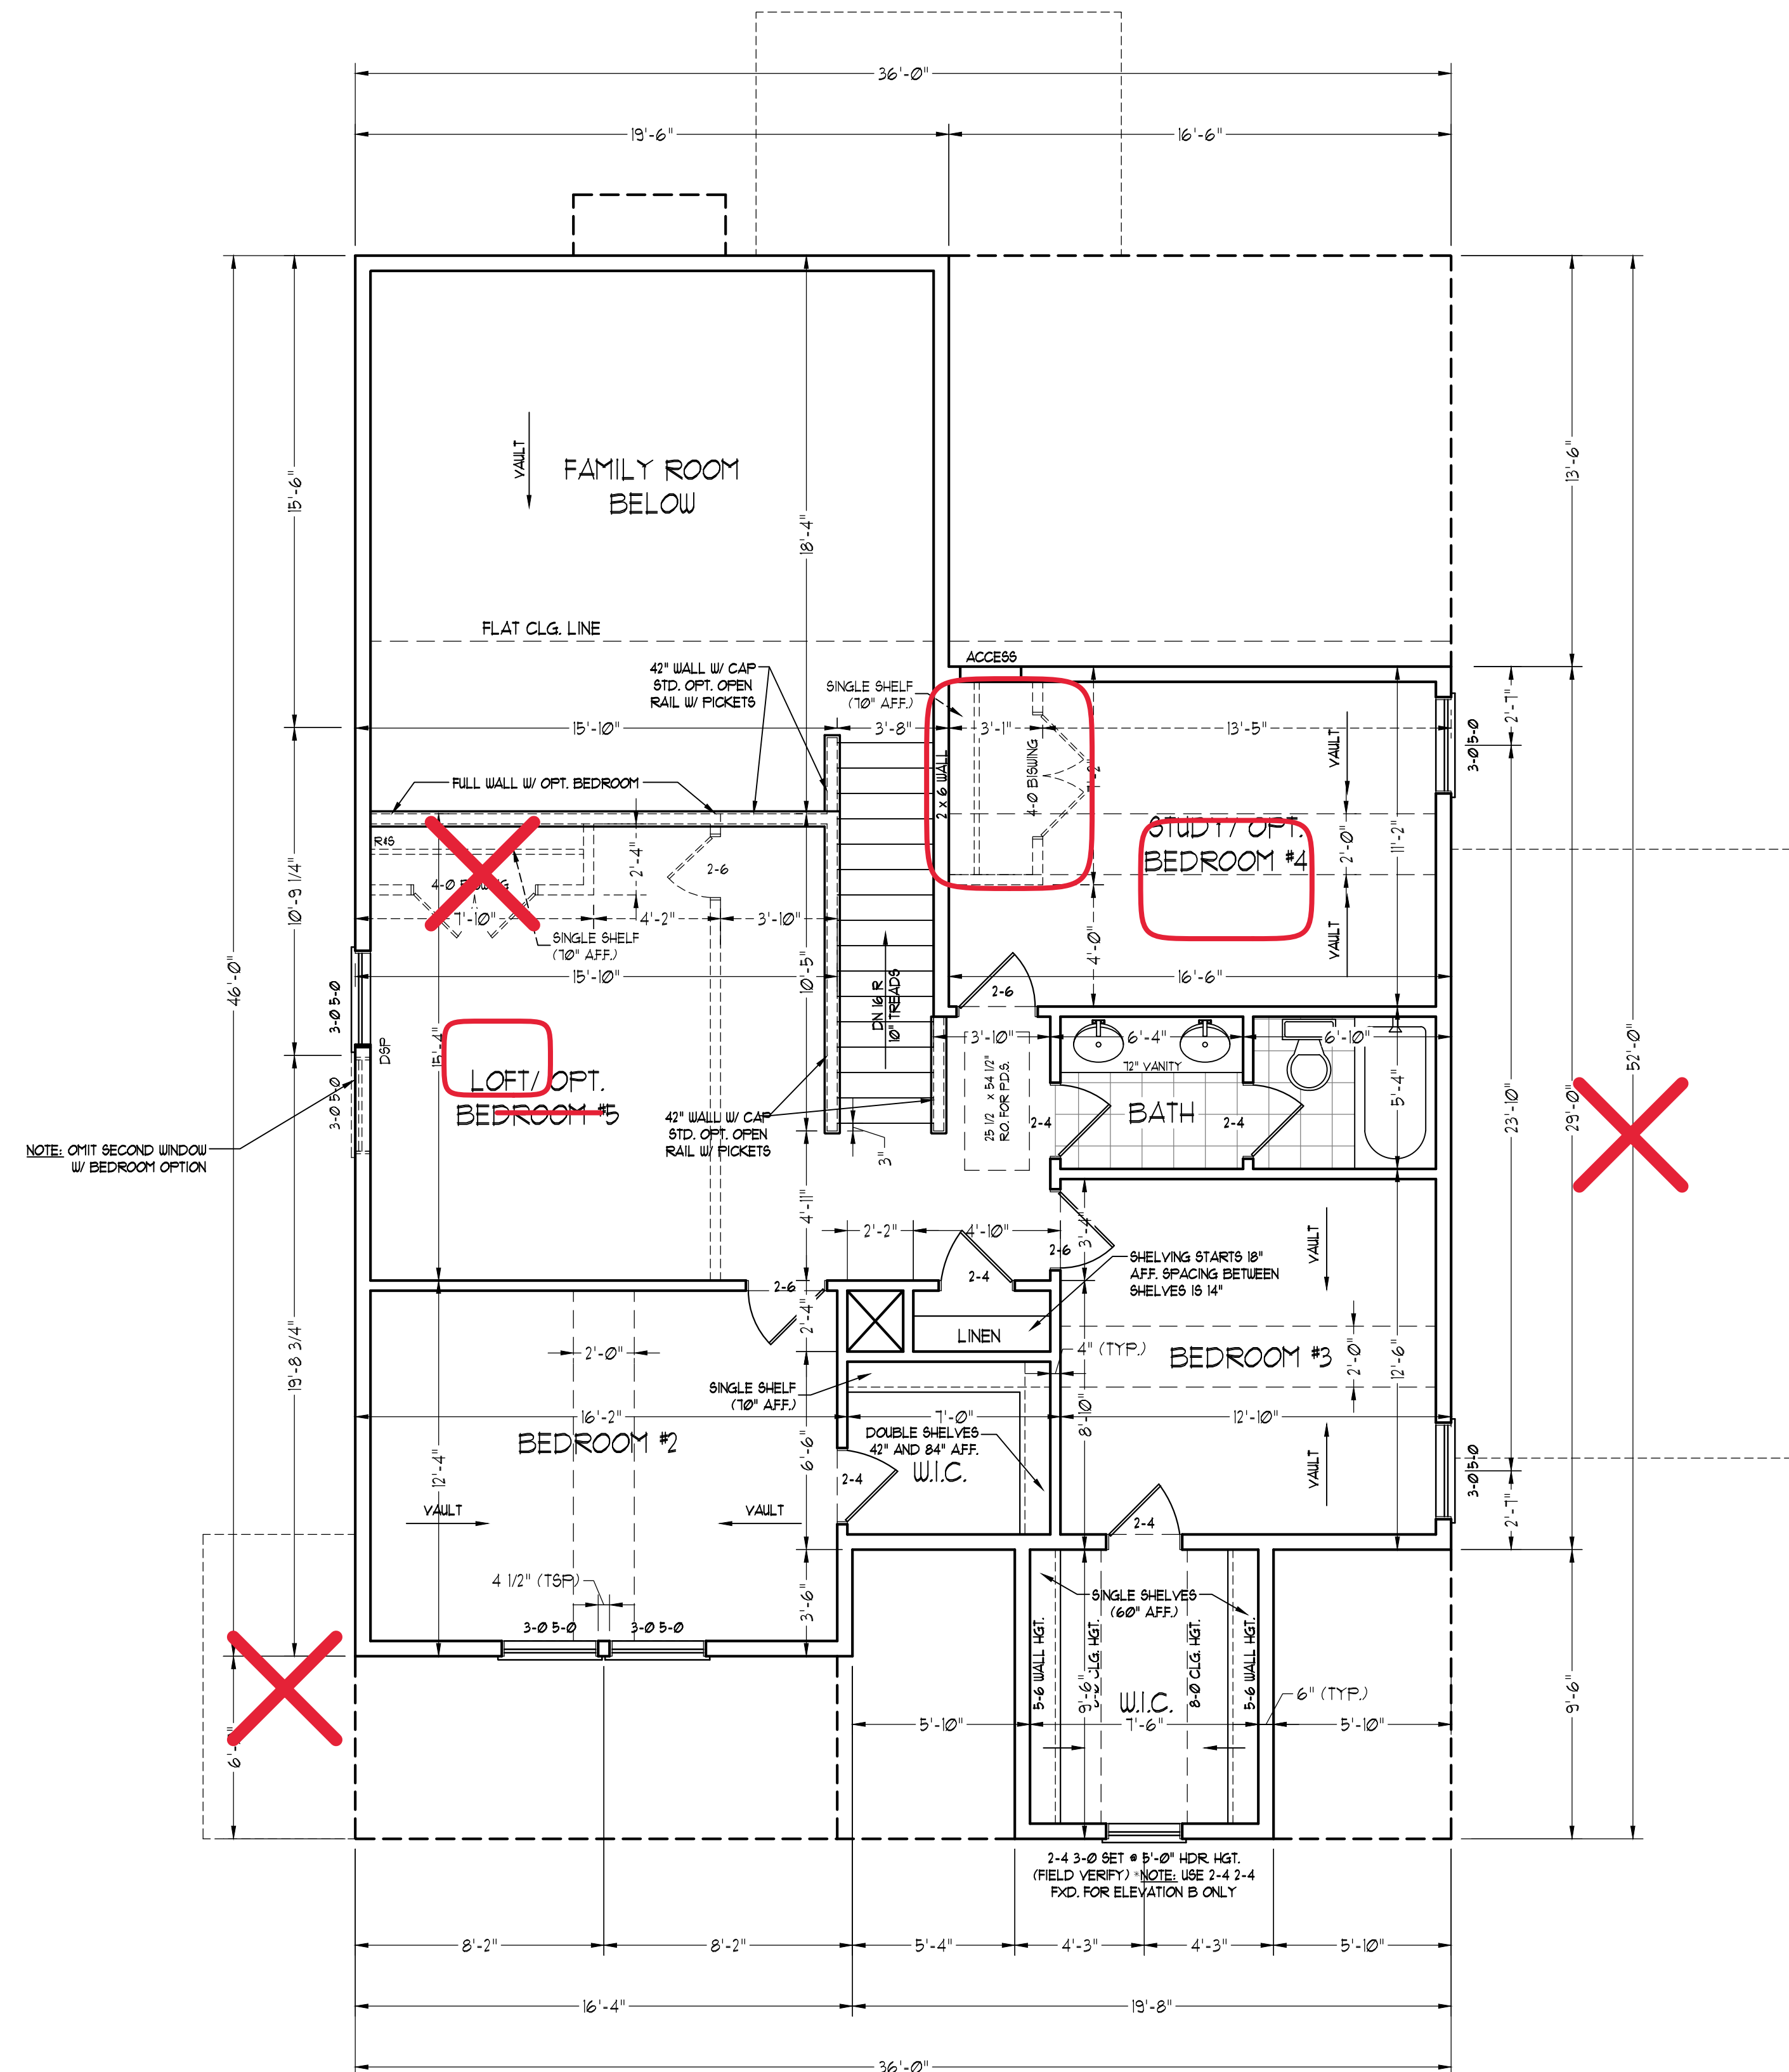 36'-0"
19'-6"
16'-6"
VAULT
FAMILY ROOM
BELOW
15'-6"
18'-4"
13'-6"
FLAT CLG. LINE
ACCESS
42" WALL W/ CAP
STD. OPT. OPEN
RAIL W/ PICKETS
SINGLE SHELF
(70" A.F.F.)
15'-10"
3'-8"
3'-1"
13'-5"
VAULT
3-0 5-0
2'-7"
FULL WALL W/ OPT. BEDROOM
2 x 6 WALL
4-0 BISWING
STUDY/ OPT.
BEDROOM #4
2'-0"
11'-2"
R&S
2'-4"
2-6
10'-9 1/4"
7'-10"
4'-2"
3'-10"
SINGLE SHELF
(70" A.F.F.)
4'-0"
VAULT
15'-10"
10'-5"
16'-6"
46'-0"
3-0 5-0
DSP
15'-4"
DN 16 R
10" TREADS
2-6
3'-10"
6'-4"
6'-10"
72" VANITY
25 1/2" x 54 1/2"
R.O. FOR P.D.S.
LOFT/ OPT.
BEDROOM #5
3-0 5-0
42" WALL W/ CAP
STD. OPT. OPEN
RAIL W/ PICKETS
3"
2-4
BATH
2-4
5'-4"
23'-10"
29'-0"
52'-0"
NOTE: OMIT SECOND WINDOW
W/ BEDROOM OPTION
4'-11"
2'-2"
4'-10"
3'-4"
2-6
VAULT
SHELVING STARTS 18"
A.F.F. SPACING BETWEEN
SHELVES IS 14"
2-6
2-4
2'-4"
LINEN
4" (TYP.)
BEDROOM #3
2'-0"
12'-6"
19'-8 3/4"
2'-0"
SINGLE SHELF
(70" A.F.F.)
16'-2"
7'-0"
8'-10"
12'-10"
BEDROOM #2
DOUBLE SHELVES
42" AND 84" A.F.F.
W.I.C.
6'-6"
12'-4"
2-4
VAULT
3-0 5-0
VAULT
VAULT
2-4
2'-7"
4 1/2" (TSP)
3'-6"
3-0 5-0
3-0 5-0
SINGLE SHELVES
(60" A.F.F.)
5-6 WALL HGT.
CLG. HGT.
8-0 CLG. HGT.
5-6 WALL HGT.
9'-6"
W.I.C.
6" (TYP.)
9'-6"
5'-10"
7'-6"
5'-10"
2-4 3-0 SET @ 5'-0" HDR. HGT.
(FIELD VERIFY) *NOTE: USE 2-4 2-4
FXD. FOR ELEVATION B ONLY
8'-2"
8'-2"
5'-4"
4'-3"
4'-3"
5'-10"
16'-4"
19'-8"
36'-0"